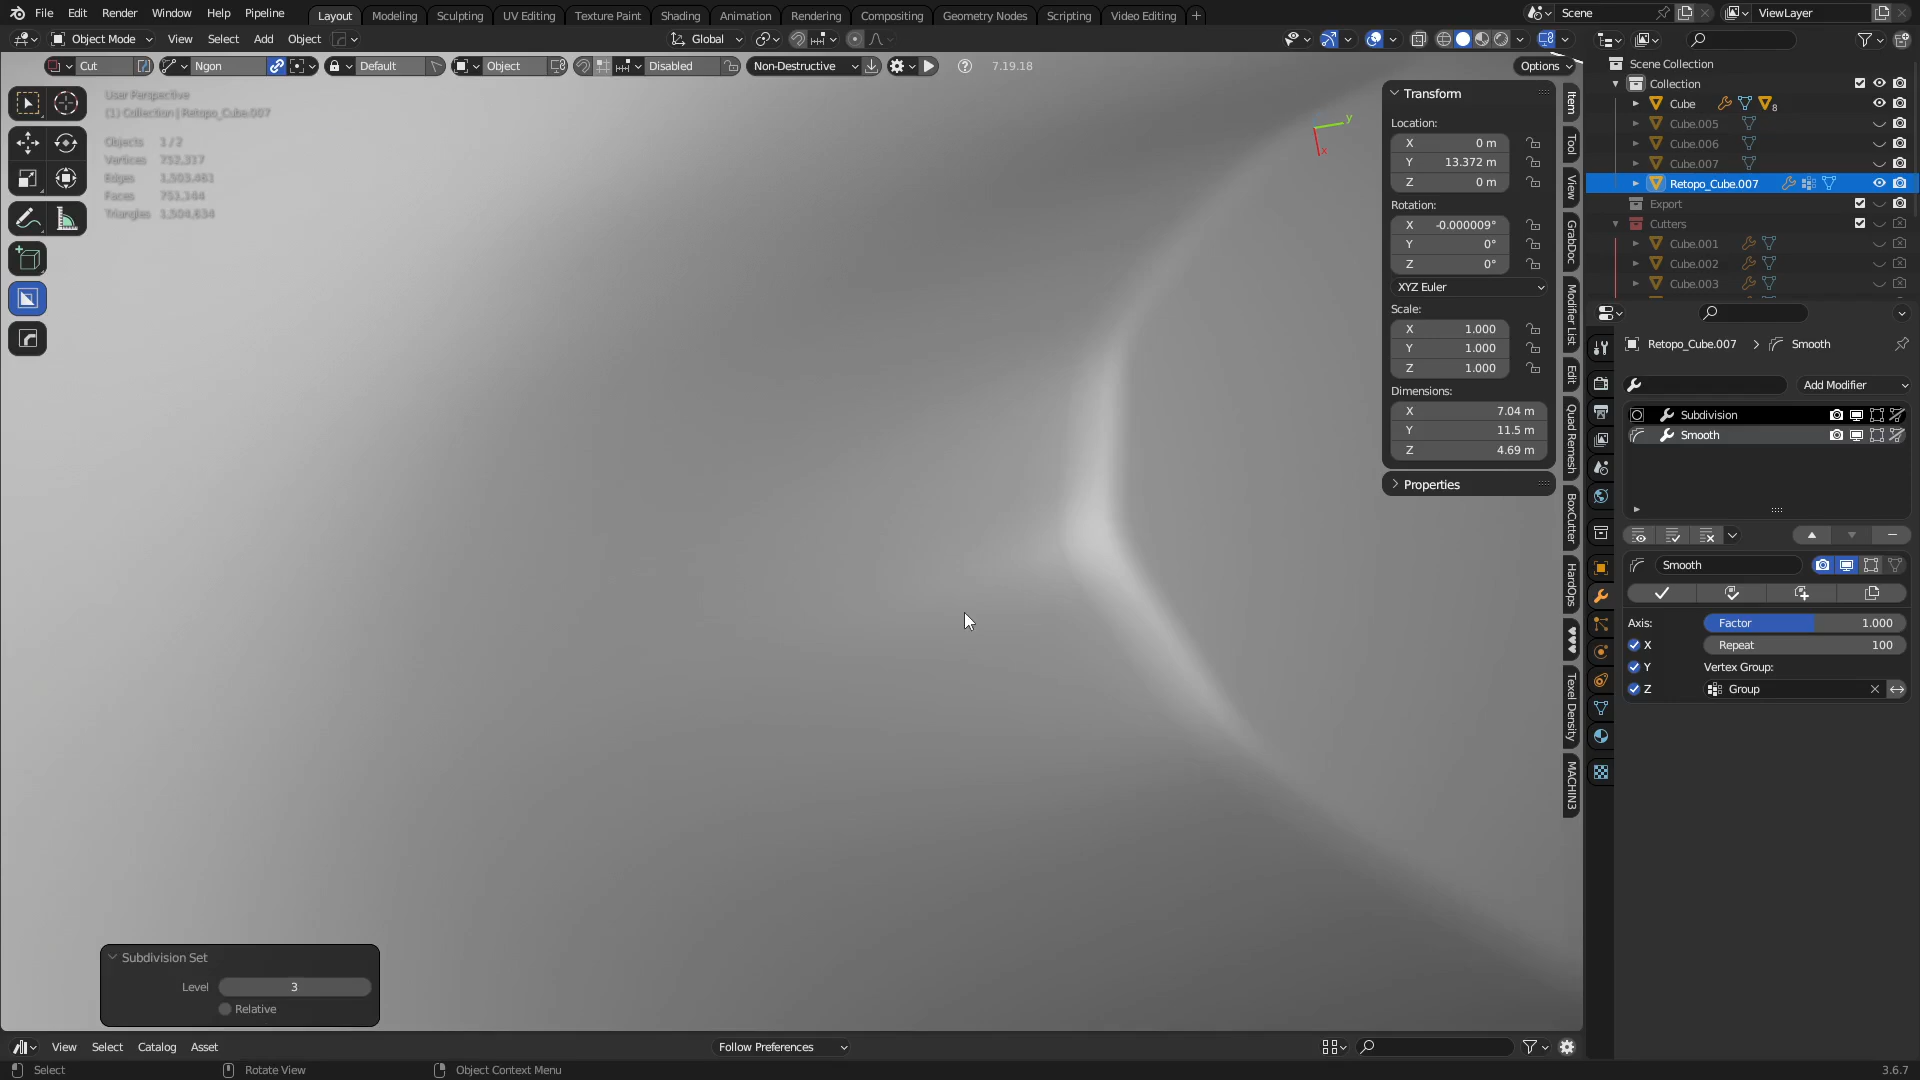 File Edit Render Window Help Pipeline Layout Modeling Sculpting UV Editing Texture Paint Shading Animation Rendering Compositing Geometry Nodes Scripting Video Editing + Scene ViewLayer
Object Mode View Select Add Object Global
Cut Ngon Default Object Disabled Non-Destructive 7.19.18 Options
User Perspective
(1) Collection | Retopo_Cube.007
Objects 1 / 2
Vertices 752,317
Edges 1,503,461
Faces 751,144
Triangles 1,504,634
y
x
Transform
Location:
X 0 m
Y 13.372 m
Z 0 m
Rotation:
X -0.000009°
Y 0°
Z 0°
XYZ Euler
Scale:
X 1.000
Y 1.000
Z 1.000
Dimensions:
X 7.04 m
Y 11.5 m
Z 4.69 m
Properties
Item
Tool
View
GrabDoc
Modifier List
Edit
Quad Remesh
BoxCutter
HardOps
♥♥♥
Texel Density
MACHIN3
Scene Collection
Collection
Cube 8
Cube.005
Cube.006
Cube.007
Retopo_Cube.007
Export
Cutters
Cube.001
Cube.002
Cube.003
Retopo_Cube.007 > Smooth
Add Modifier
Subdivision
Smooth
Smooth
Axis: Factor 1.000
X Repeat 100
Y Vertex Group:
Z Group
Subdivision Set
Level 3
Relative
View Select Catalog Asset Follow Preferences
Select Rotate View Object Context Menu 3.6.7